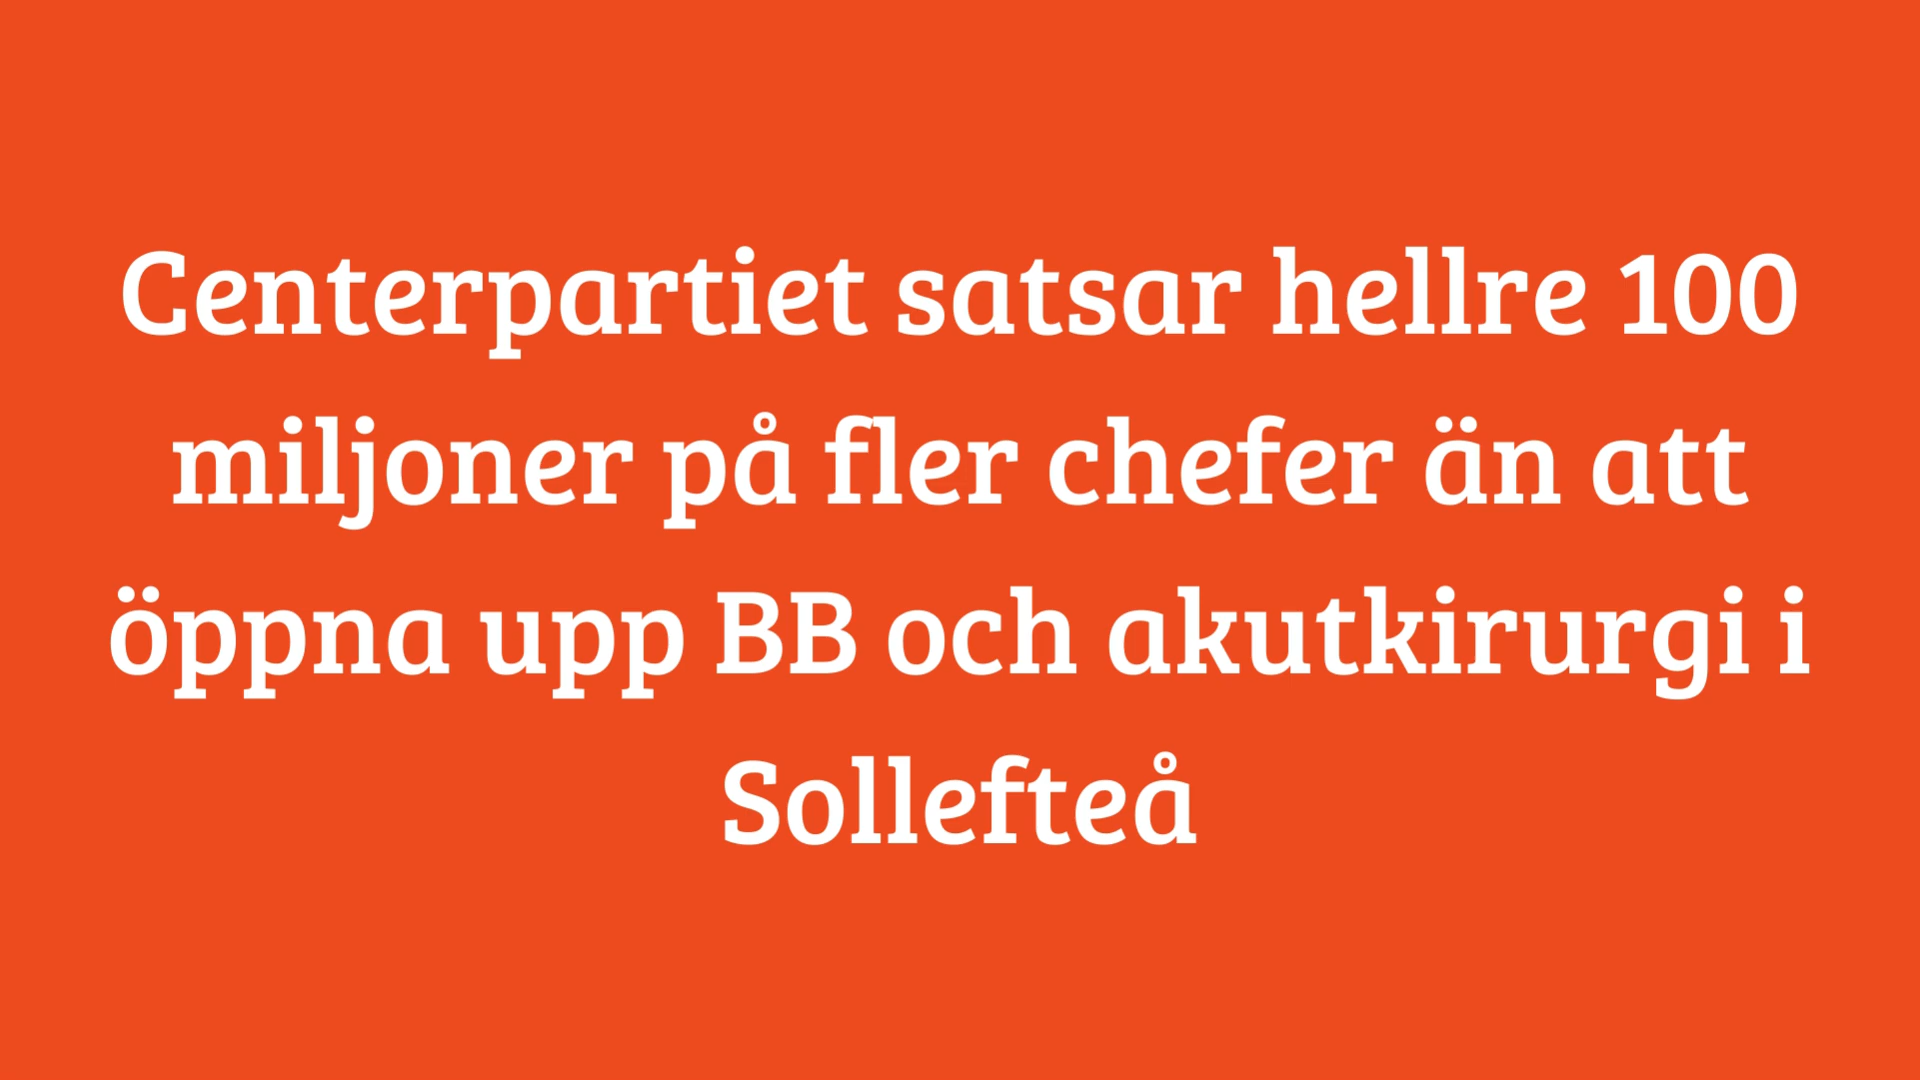 Centerpartiet satsar hellre 100
miljoner på fler chefer än att
öppna upp BB och akutkirurgi i
Sollefteå